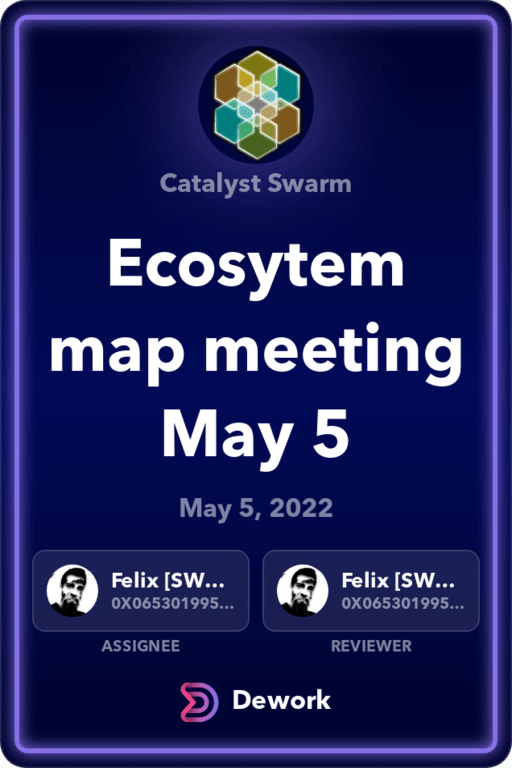 Catalyst Swarm
Ecosytem
map meeting
May 5
May 5, 2022
Felix [SW...
0X065301995...
Felix [SW...
0X065301995...
ASSIGNEE
REVIEWER
Dework